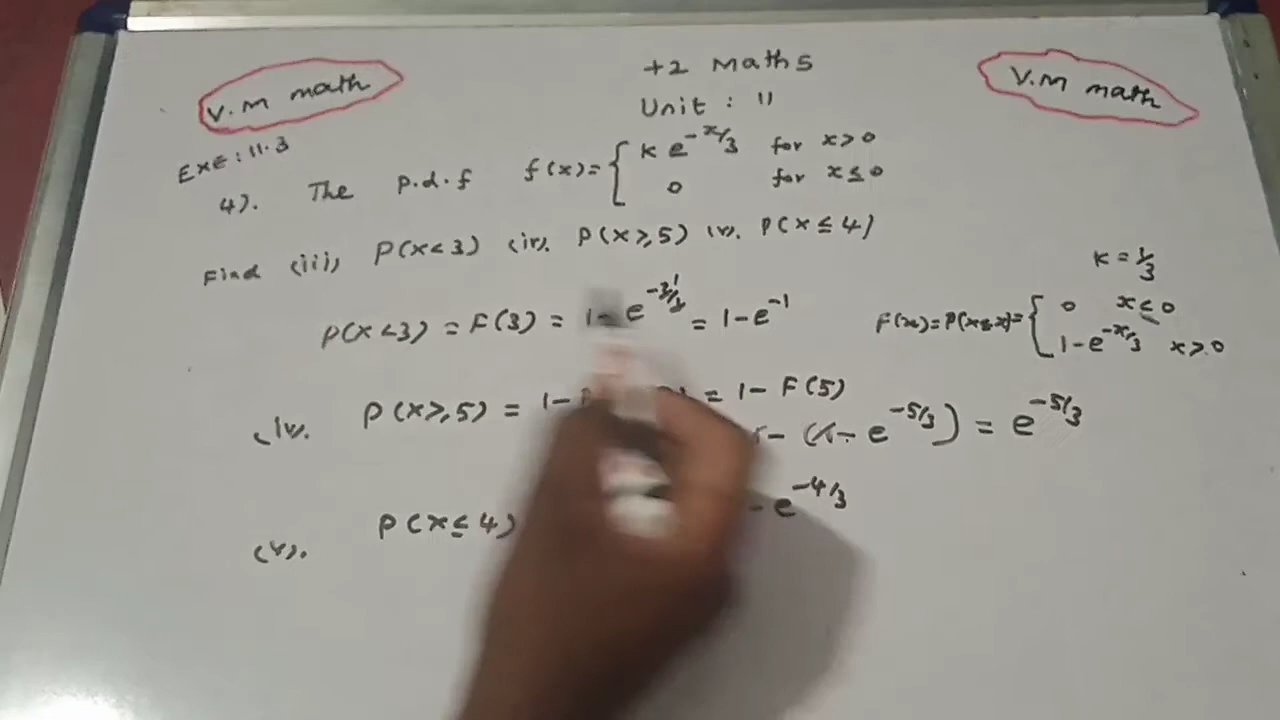 V.M math
+2 Maths
V.M math
Unit : 11
EXE : 11.3
4). The p.d.f f(x)= { k e^{-x/3} for x>0
0 for x≤0
Find (iii) P(X<3) (iv). P(X≥5) (v). P(X≤4)
K = 1/3
P(X<3) = F(3) = 1-e^{-3/3} = 1-e^{-1}
F(x)=P(X≤x)= { 0 x≤0
1-e^{-x/3} x>0
(iv). P(X≥5) = 1- = 1- F(5)
- (1- e^{-5/3}) = e^{-5/3}
(v). P(X≤4) - e^{-4/3}